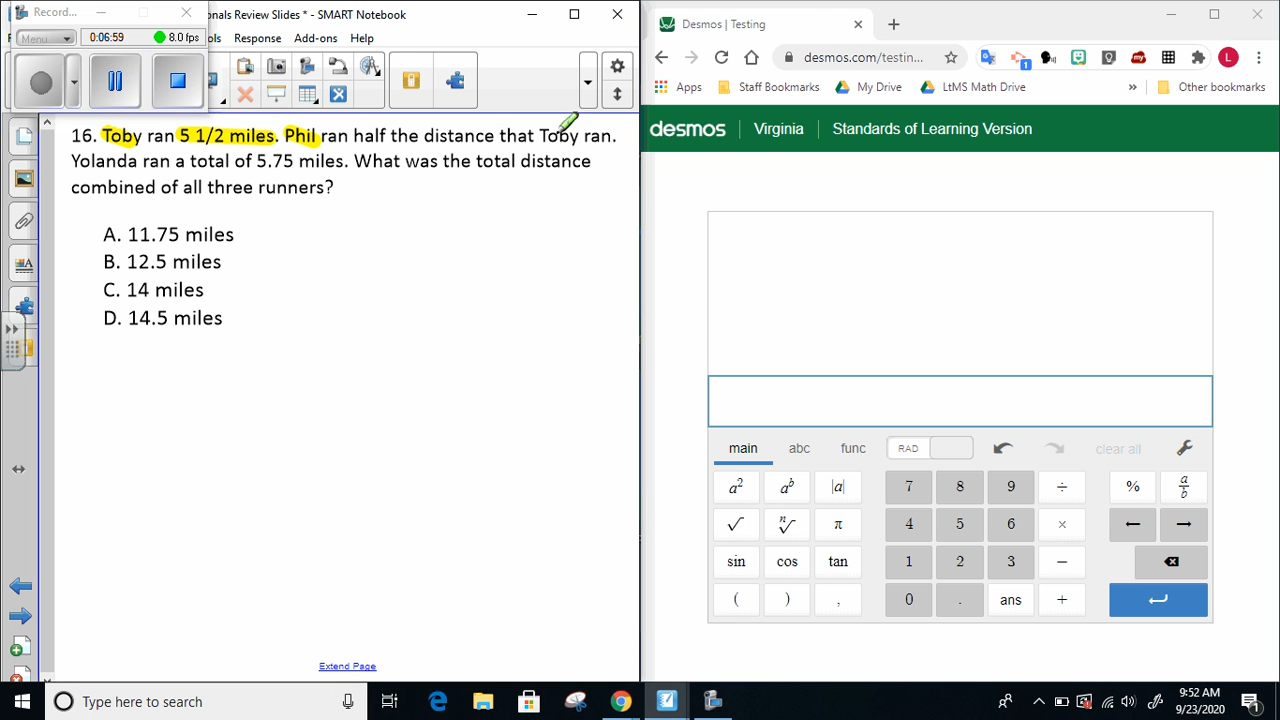 Record...
onals Review Slides * - SMART Notebook
Menu
0:06:59
8.0 fps
ols
Response
Add-ons
Help
16. Toby ran 5 1/2 miles. Phil ran half the distance that Toby ran.
Yolanda ran a total of 5.75 miles. What was the total distance
combined of all three runners?
A. 11.75 miles
B. 12.5 miles
C. 14 miles
D. 14.5 miles
Extend Page
Desmos | Testing
desmos.com/testin...
L
Apps
Staff Bookmarks
My Drive
LtMS Math Drive
»
Other bookmarks
desmos
Virginia
Standards of Learning Version
main
abc
func
RAD
clear all
a²
aᵇ
|a|
7
8
9
÷
%
a/b
√
ⁿ√
π
4
5
6
×
←
→
sin
cos
tan
1
2
3
−
(
)
,
0
.
ans
+
Type here to search
9:52 AM
9/23/2020